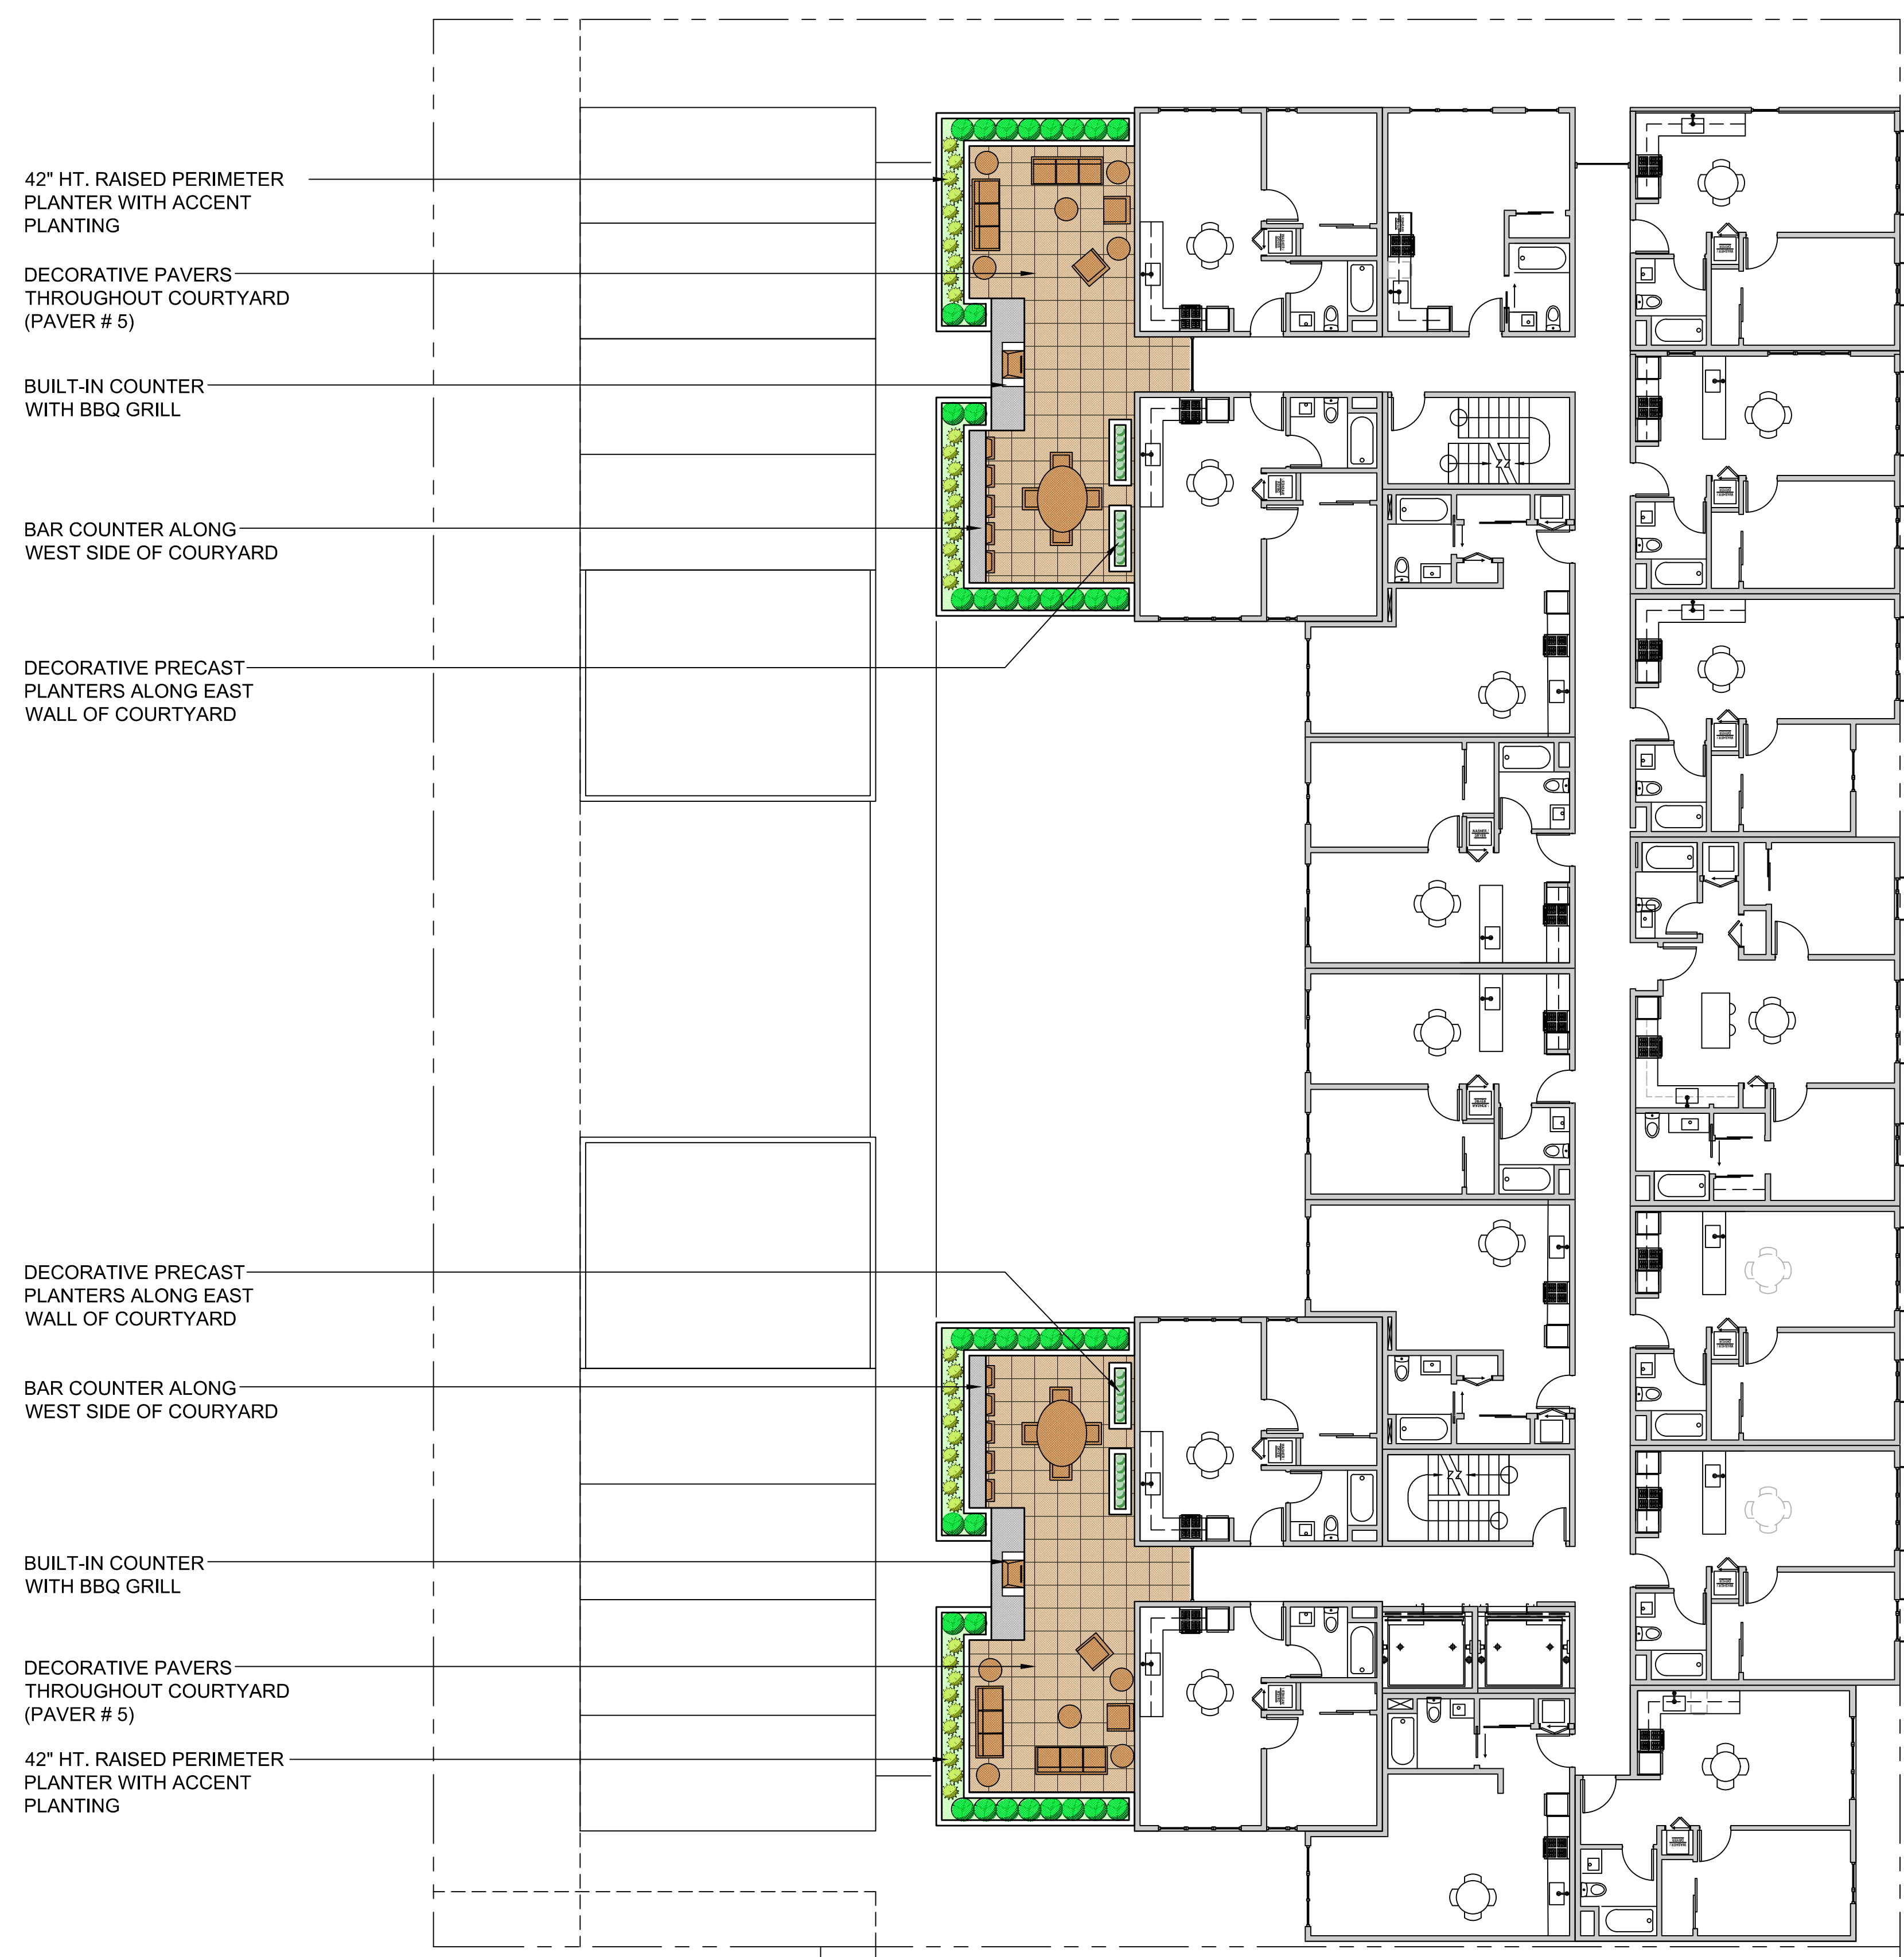 42" HT. RAISED PERIMETER
PLANTER WITH ACCENT
PLANTING
DECORATIVE PAVERS
THROUGHOUT COURTYARD
(PAVER # 5)
BUILT-IN COUNTER
WITH BBQ GRILL
BAR COUNTER ALONG
WEST SIDE OF COURYARD
DECORATIVE PRECAST
PLANTERS ALONG EAST
WALL OF COURTYARD
DECORATIVE PRECAST
PLANTERS ALONG EAST
WALL OF COURTYARD
BAR COUNTER ALONG
WEST SIDE OF COURYARD
BUILT-IN COUNTER
WITH BBQ GRILL
DECORATIVE PAVERS
THROUGHOUT COURTYARD
(PAVER # 5)
42" HT. RAISED PERIMETER
PLANTER WITH ACCENT
PLANTING